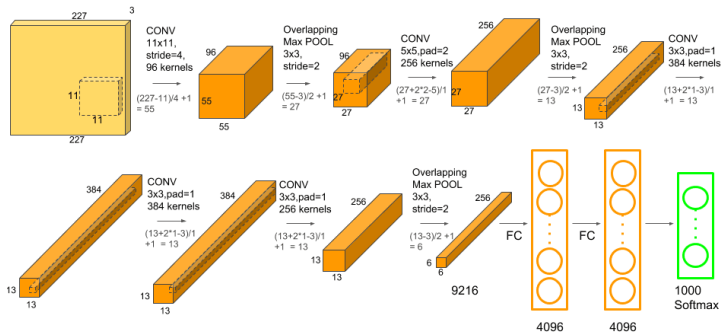 227
3
11
11
227
CONV
11x11,
stride=4,
96 kernels
(227-11)/4 +1
= 55
96
55
55
Overlapping
Max POOL
3x3,
stride=2
(55-3)/2 +1
= 27
96
27
27
CONV
5x5,pad=2
256 kernels
(27+2*2-5)/1
+1 = 27
256
27
27
Overlapping
Max POOL
3x3,
stride=2
(27-3)/2 +1
= 13
256
13
13
CONV
3x3,pad=1
384 kernels
(13+2*1-3)/1
+1 = 13
384
13
13
CONV
3x3,pad=1
384 kernels
(13+2*1-3)/1
+1 = 13
384
13
13
CONV
3x3,pad=1
256 kernels
(13+2*1-3)/1
+1 = 13
256
13
13
Overlapping
Max POOL
3x3,
stride=2
(13-3)/2 +1
= 6
256
6
6
9216
FC
4096
FC
4096
1000
Softmax